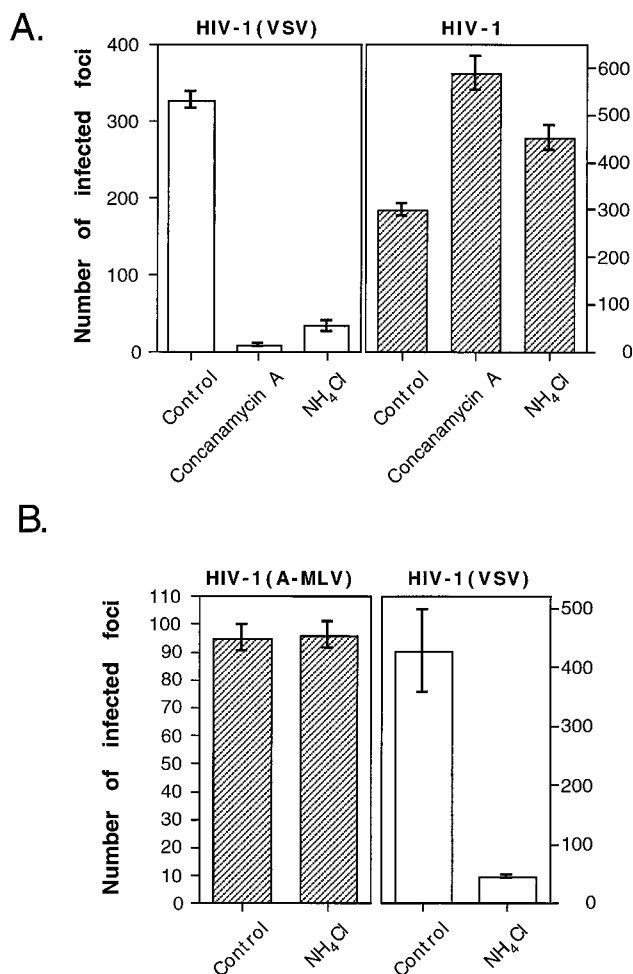 A.
HIV-1(VSV)
HIV-1
Number of infected foci
400
300
200
100
0
600
500
400
300
200
100
0
Control
Concanamycin A
NH₄Cl
Control
Concanamycin A
NH₄Cl
B.
HIV-1(A-MLV)
HIV-1(VSV)
Number of infected foci
110
100
90
80
70
60
50
40
30
20
10
0
500
400
300
200
100
0
Control
NH₄Cl
Control
NH₄Cl